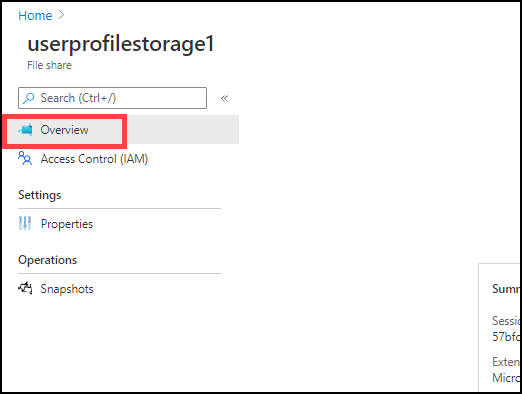 Home
userprofilestorage1
File share
Search (Ctrl+/)
«
Overview
Access Control (IAM)
Settings
Properties
Operations
Snapshots
Summ
Sessio
57bfc
Exten
Micro